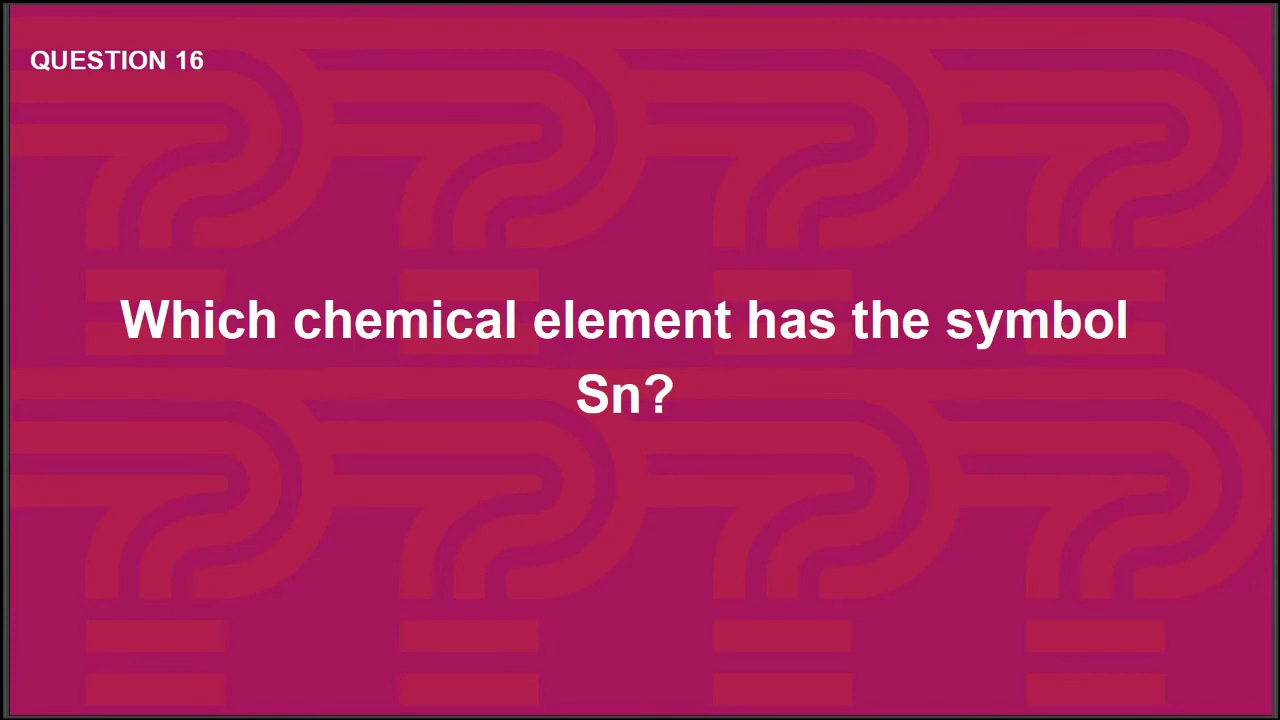 QUESTION 16
Which chemical element has the symbol
Sn?